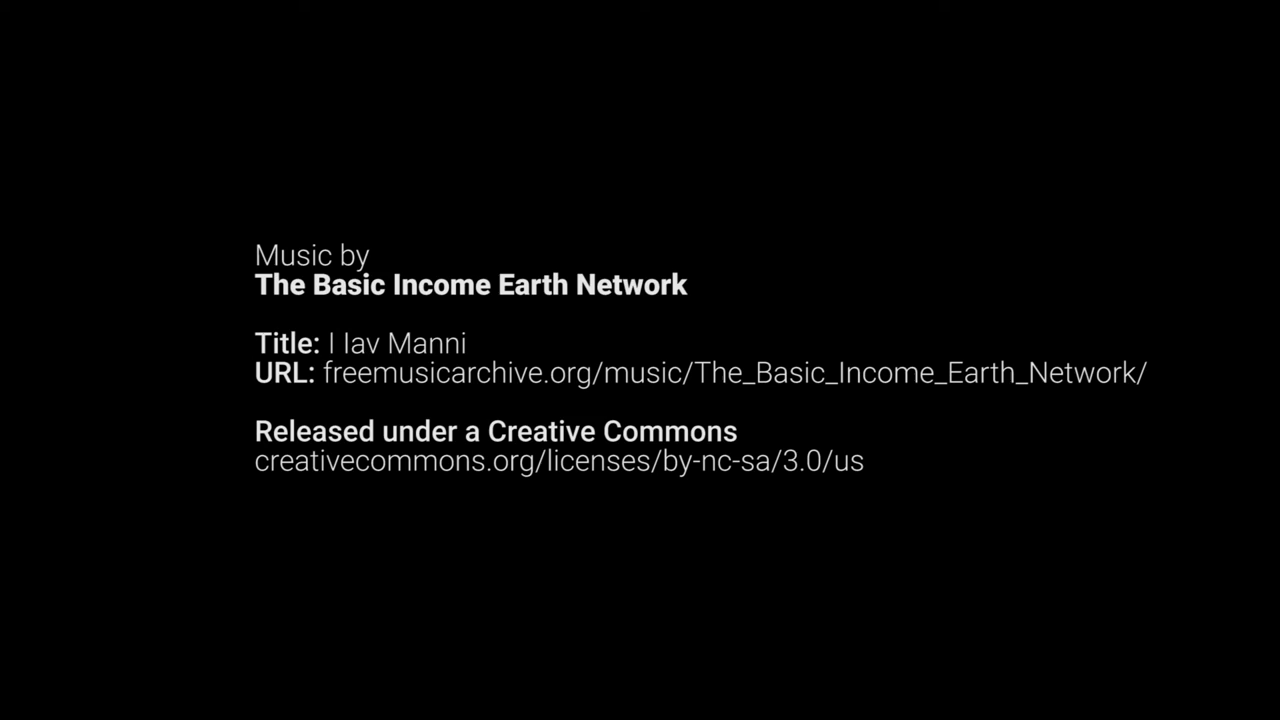 Music by
The Basic Income Earth Network
Title: I lav Manni
URL: freemusicarchive.org/music/The_Basic_Income_Earth_Network/
Released under a Creative Commons
creativecommons.org/licenses/by-nc-sa/3.0/us